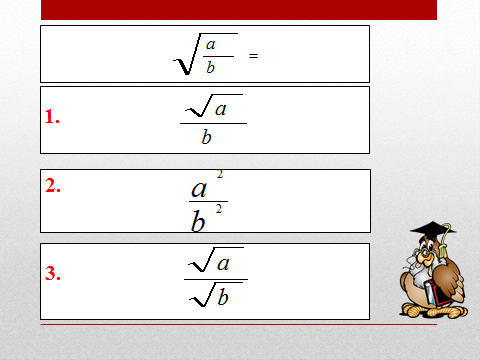 √(a/b) =
1. √a/b
2. a²/b²
3. √a/√b